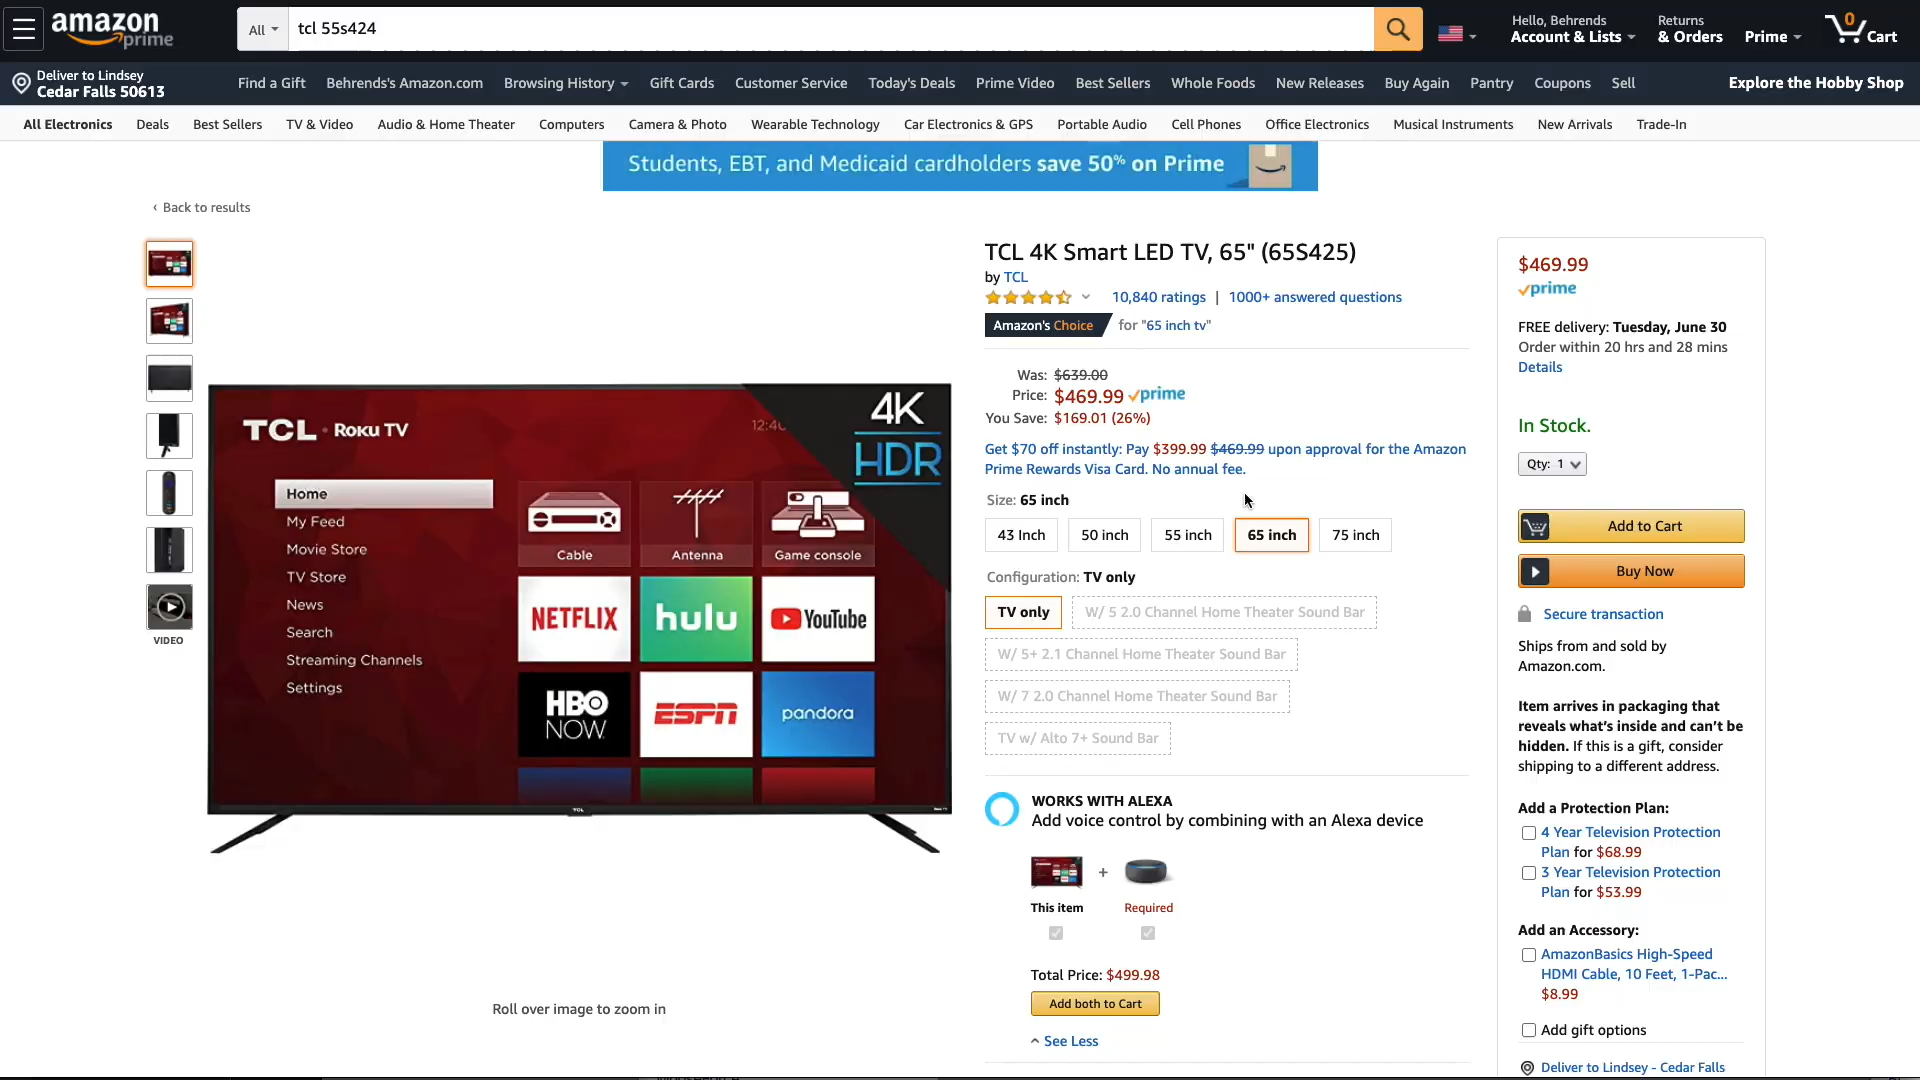 amazon prime
All
tcl 55s424
Hello, Behrends
Account & Lists
Returns
& Orders
Prime
0
Cart
Deliver to Lindsey
Cedar Falls 50613
Find a Gift
Behrends's Amazon.com
Browsing History
Gift Cards
Customer Service
Today's Deals
Prime Video
Best Sellers
Whole Foods
New Releases
Buy Again
Pantry
Coupons
Sell
Explore the Hobby Shop
All Electronics
Deals
Best Sellers
TV & Video
Audio & Home Theater
Computers
Camera & Photo
Wearable Technology
Car Electronics & GPS
Portable Audio
Cell Phones
Office Electronics
Musical Instruments
New Arrivals
Trade-In
Students, EBT, and Medicaid cardholders save 50% on Prime
‹ Back to results
VIDEO
TCL · Roku TV
4K
HDR
Home
My Feed
Movie Store
TV Store
News
Search
Streaming Channels
Settings
Cable
Antenna
Game console
NETFLIX
hulu
YouTube
HBO
NOW
ESPN
pandora
TCL
Roll over image to zoom in
TCL 4K Smart LED TV, 65" (65S425)
by TCL
10,840 ratings | 1000+ answered questions
Amazon's Choice for "65 inch tv"
Was: $639.00
Price: $469.99 prime
You Save: $169.01 (26%)
Get $70 off instantly: Pay $399.99 $469.99 upon approval for the Amazon
Prime Rewards Visa Card. No annual fee.
Size: 65 inch
43 Inch
50 inch
55 inch
65 inch
75 inch
Configuration: TV only
TV only
W/ 5 2.0 Channel Home Theater Sound Bar
W/ 5+ 2.1 Channel Home Theater Sound Bar
W/ 7 2.0 Channel Home Theater Sound Bar
TV w/ Alto 7+ Sound Bar
WORKS WITH ALEXA
Add voice control by combining with an Alexa device
+
This item
Required
Total Price: $499.98
Add both to Cart
See Less
$469.99
prime
FREE delivery: Tuesday, June 30
Order within 20 hrs and 28 mins
Details
In Stock.
Qty: 1
Add to Cart
Buy Now
Secure transaction
Ships from and sold by
Amazon.com.
Item arrives in packaging that
reveals what’s inside and can’t be
hidden. If this is a gift, consider
shipping to a different address.
Add a Protection Plan:
4 Year Television Protection
Plan for $68.99
3 Year Television Protection
Plan for $53.99
Add an Accessory:
AmazonBasics High-Speed
HDMI Cable, 10 Feet, 1-Pac...
$8.99
Add gift options
Deliver to Lindsey - Cedar Falls